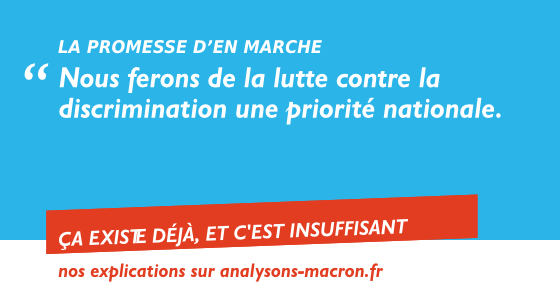 LA PROMESSE D'EN MARCHE
“ Nous ferons de la lutte contre la
discrimination une priorité nationale.
ÇA EXISTE DÉJÀ, ET C'EST INSUFFISANT
nos explications sur analysons-macron.fr